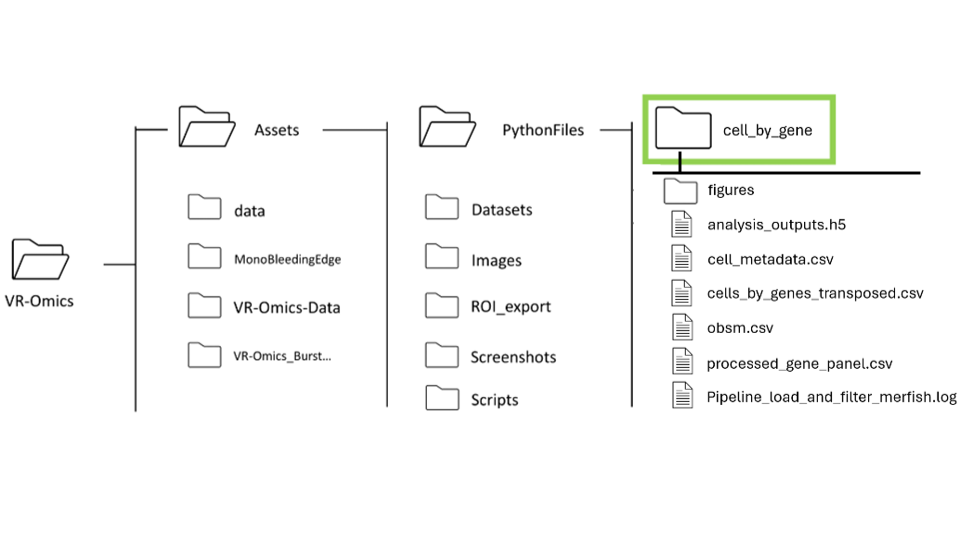 VR-Omics
Assets
data
MonoBleedingEdge
VR-Omics-Data
VR-Omics_Burst...
PythonFiles
Datasets
Images
ROI_export
Screenshots
Scripts
cell_by_gene
figures
analysis_outputs.h5
cell_metadata.csv
cells_by_genes_transposed.csv
obsm.csv
processed_gene_panel.csv
Pipeline_load_and_filter_merfish.log